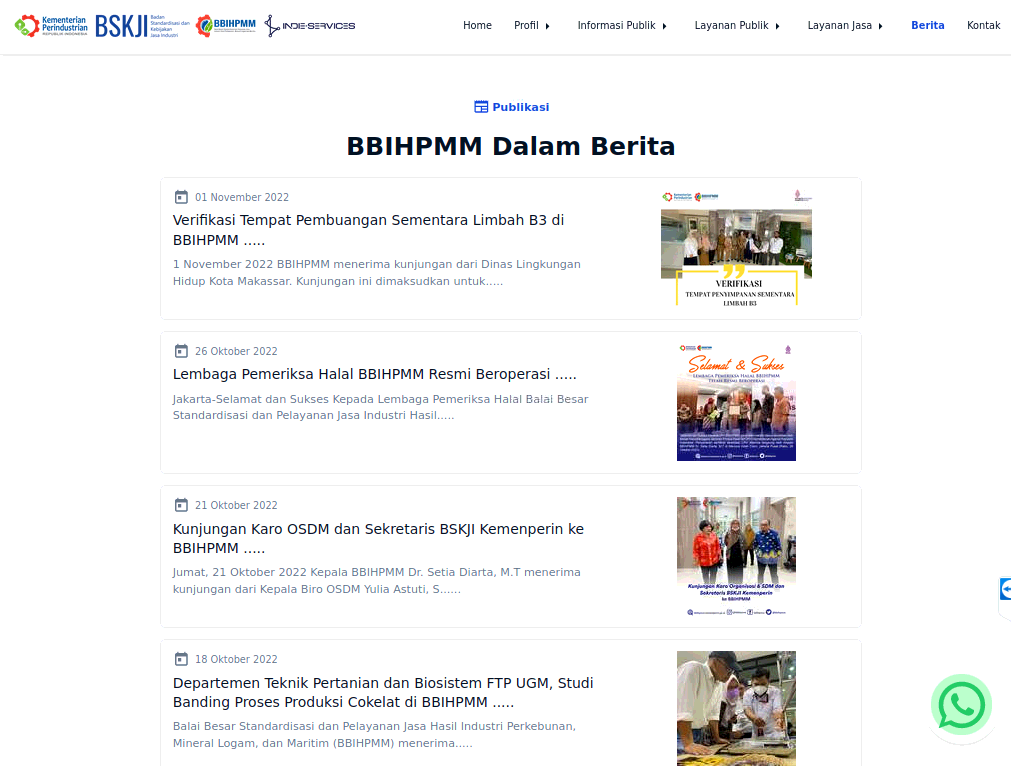 Kementerian
Perindustrian
REPUBLIK INDONESIA
BSKJI
Badan
Standardisasi dan
Kebijakan
Jasa Industri
BBIHPMM
INDIE-SERVICES
Home
Profil
Informasi Publik
Layanan Publik
Layanan Jasa
Berita
Kontak
Publikasi
BBIHPMM Dalam Berita
01 November 2022
Verifikasi Tempat Pembuangan Sementara Limbah B3 di
BBIHPMM .....
1 November 2022 BBIHPMM menerima kunjungan dari Dinas Lingkungan
Hidup Kota Makassar. Kunjungan ini dimaksudkan untuk.....
VERIFIKASI
TEMPAT PENYIMPANAN SEMENTARA
LIMBAH B3
26 Oktober 2022
Lembaga Pemeriksa Halal BBIHPMM Resmi Beroperasi .....
Jakarta-Selamat dan Sukses Kepada Lembaga Pemeriksa Halal Balai Besar
Standardisasi dan Pelayanan Jasa Industri Hasil.....
Selamat & Sukses
LEMBAGA PEMERIKSA HALAL BBIHPMM
TELAH RESMI BEROPERASI
21 Oktober 2022
Kunjungan Karo OSDM dan Sekretaris BSKJI Kemenperin ke
BBIHPMM .....
Jumat, 21 Oktober 2022 Kepala BBIHPMM Dr. Setia Diarta, M.T menerima
kunjungan dari Kepala Biro OSDM Yulia Astuti, S......
Kunjungan Karo Organisasi & SDM dan
Sekretaris BSKJI Kemenperin
ke BBIHPMM
18 Oktober 2022
Departemen Teknik Pertanian dan Biosistem FTP UGM, Studi
Banding Proses Produksi Cokelat di BBIHPMM .....
Balai Besar Standardisasi dan Pelayanan Jasa Hasil Industri Perkebunan,
Mineral Logam, dan Maritim (BBIHPMM) menerima.....